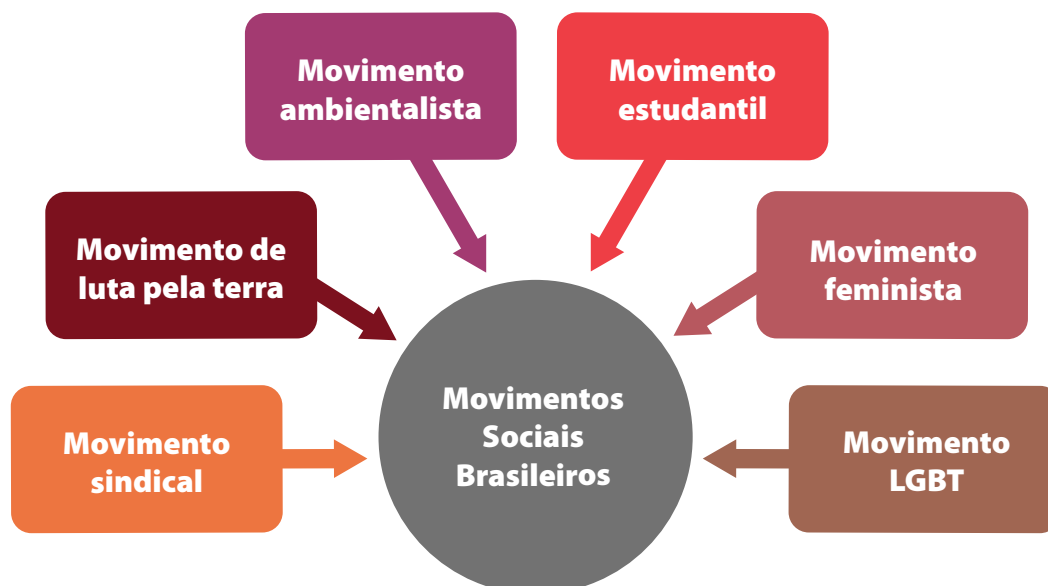 Movimento
ambientalista
Movimento
estudantil
Movimento de
luta pela terra
Movimento
feminista
Movimento
sindical
Movimentos
Sociais
Brasileiros
Movimento
LGBT